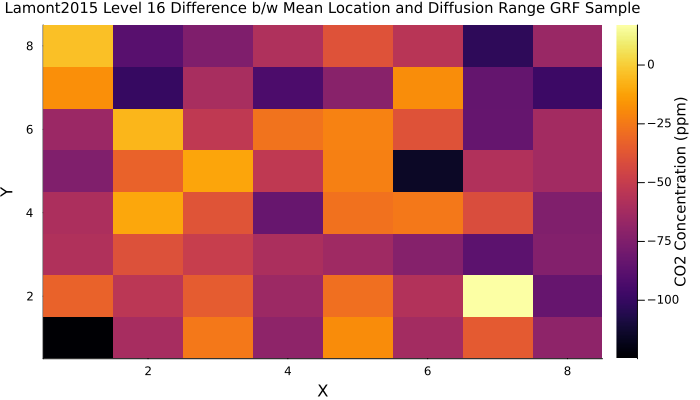 Lamont2015 Level 16 Difference b/w Mean Location and Diffusion Range GRF Sample
8
6
4
2
Y
2 4 6 8
X
0
−25
−50
−75
−100
CO2 Concentration (ppm)